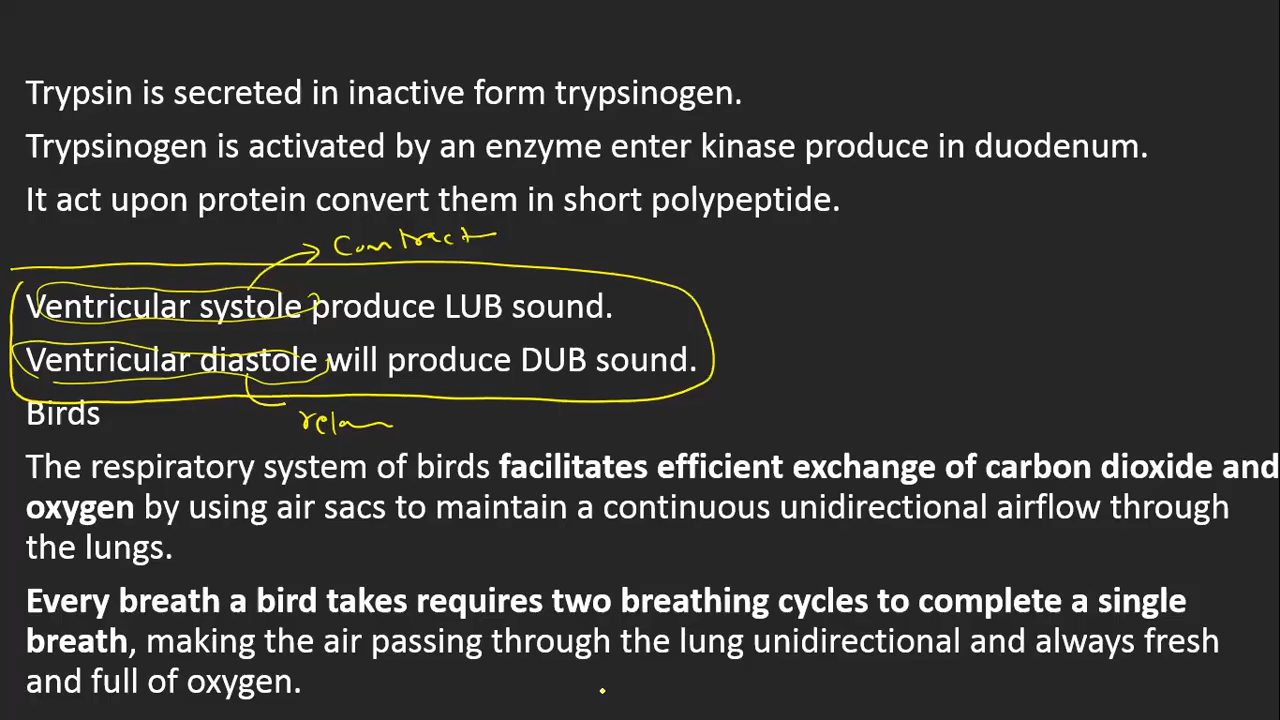 Trypsin is secreted in inactive form trypsinogen.
Trypsinogen is activated by an enzyme enter kinase produce in duodenum.
It act upon protein convert them in short polypeptide.
Contract
Ventricular systole produce LUB sound.
Ventricular diastole will produce DUB sound.
Birds
The respiratory system of birds facilitates efficient exchange of carbon dioxide and
oxygen by using air sacs to maintain a continuous unidirectional airflow through
the lungs.
Every breath a bird takes requires two breathing cycles to complete a single
breath, making the air passing through the lung unidirectional and always fresh
and full of oxygen.